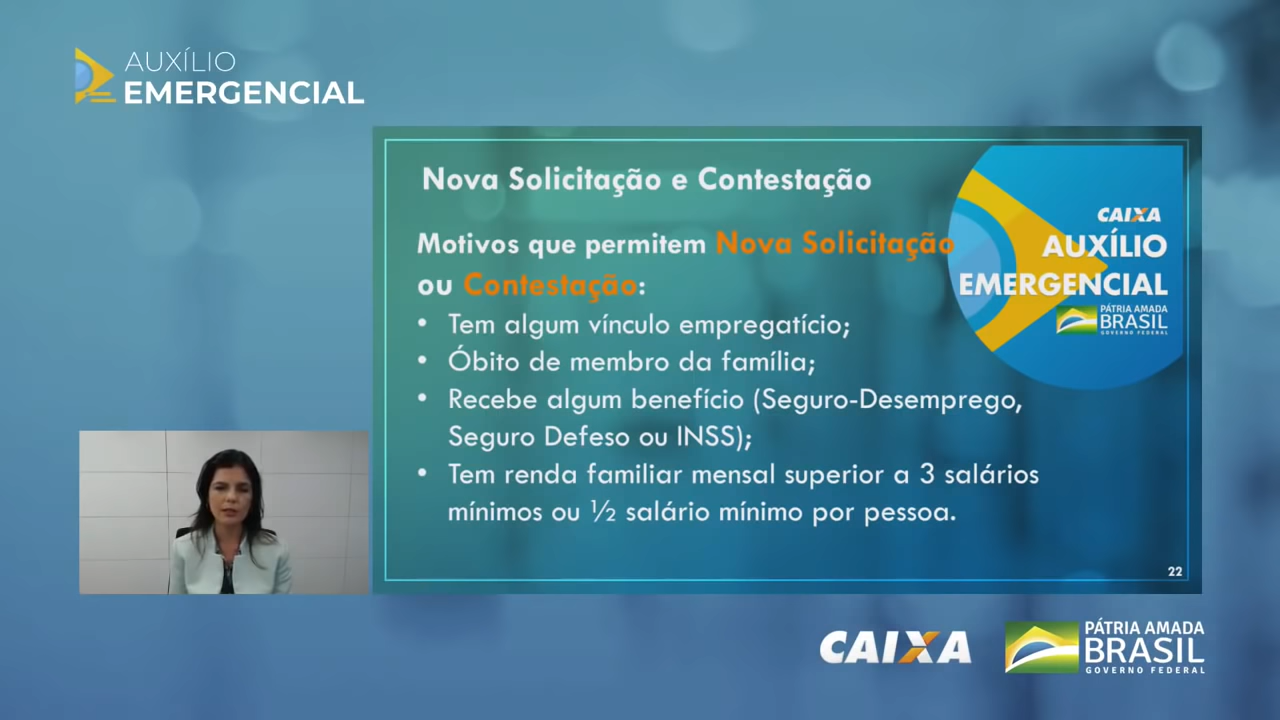 AUXÍLIO
EMERGENCIAL
Nova Solicitação e Contestação
Motivos que permitem Nova Solicitação
ou Contestação:
• Tem algum vínculo empregatício;
• Óbito de membro da família;
• Recebe algum benefício (Seguro-Desemprego,
Seguro Defeso ou INSS);
• Tem renda familiar mensal superior a 3 salários
mínimos ou ½ salário mínimo por pessoa.
CAIXA
AUXÍLIO
EMERGENCIAL
PÁTRIA AMADA
BRASIL
GOVERNO FEDERAL
22
CAIXA
PÁTRIA AMADA
BRASIL
GOVERNO FEDERAL